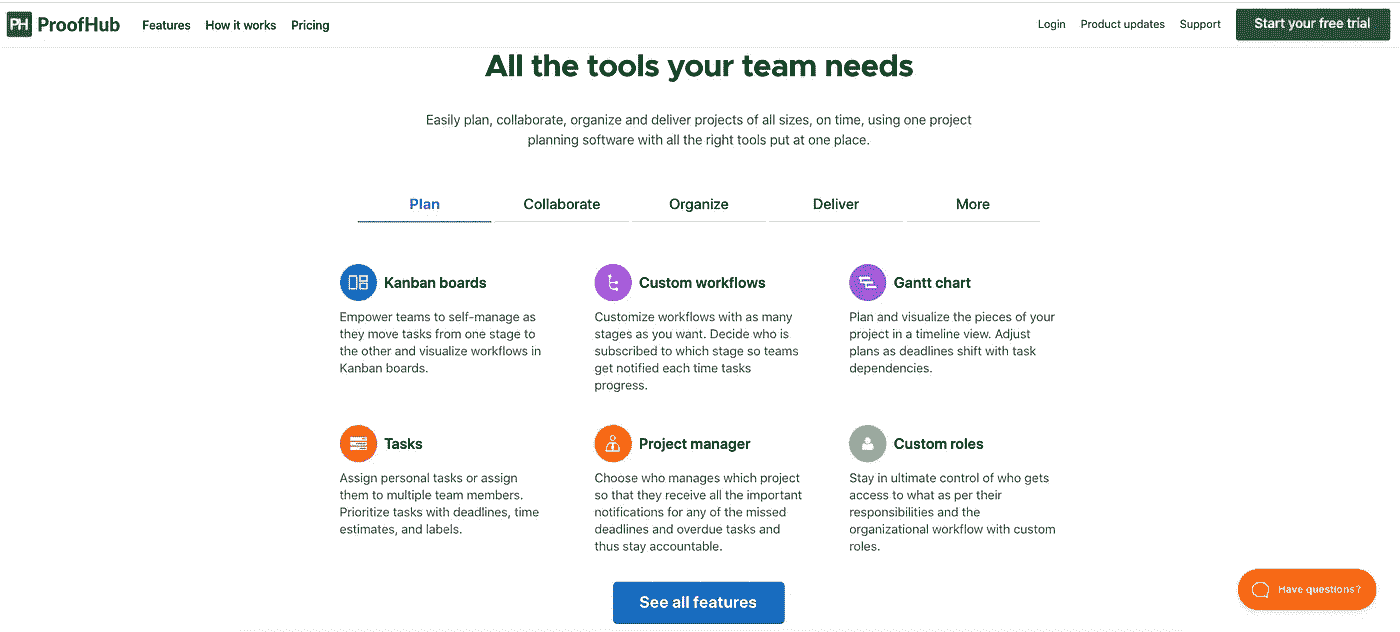 PH ProofHub Features How it works Pricing Login Product updates Support Start your free trial
All the tools your team needs
Easily plan, collaborate, organize and deliver projects of all sizes, on time, using one project
planning software with all the right tools put at one place.
Plan Collaborate Organize Deliver More
Kanban boards
Empower teams to self-manage as
they move tasks from one stage to
the other and visualize workflows in
Kanban boards.
Custom workflows
Customize workflows with as many
stages as you want. Decide who is
subscribed to which stage so teams
get notified each time tasks
progress.
Gantt chart
Plan and visualize the pieces of your
project in a timeline view. Adjust
plans as deadlines shift with task
dependencies.
Tasks
Assign personal tasks or assign
them to multiple team members.
Prioritize tasks with deadlines, time
estimates, and labels.
Project manager
Choose who manages which project
so that they receive all the important
notifications for any of the missed
deadlines and overdue tasks and
thus stay accountable.
Custom roles
Stay in ultimate control of who gets
access to what as per their
responsibilities and the
organizational workflow with custom
roles.
See all features
Have questions?